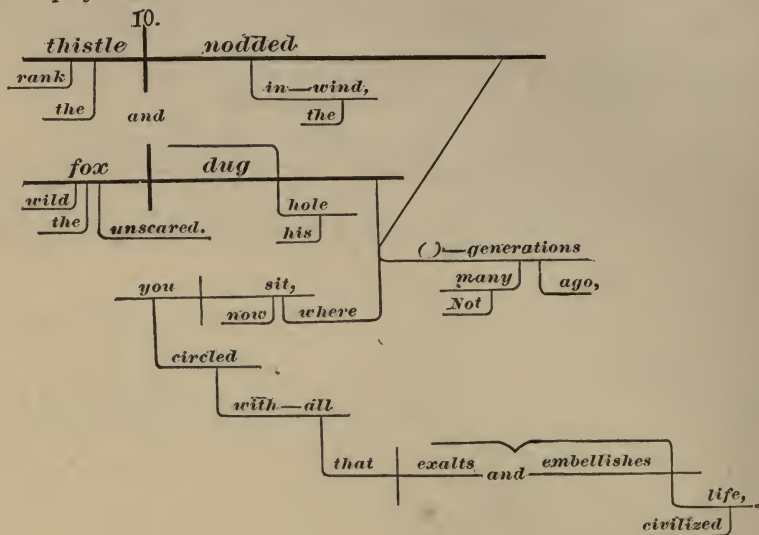 10.
thistle nodded
rank in—wind,
the the
and
fox dug
wild hole
the his
unscared.
( )—generations
you sit, many ago,
now where Not
circled
with—all
that exalts and embellishes
life,
civilized